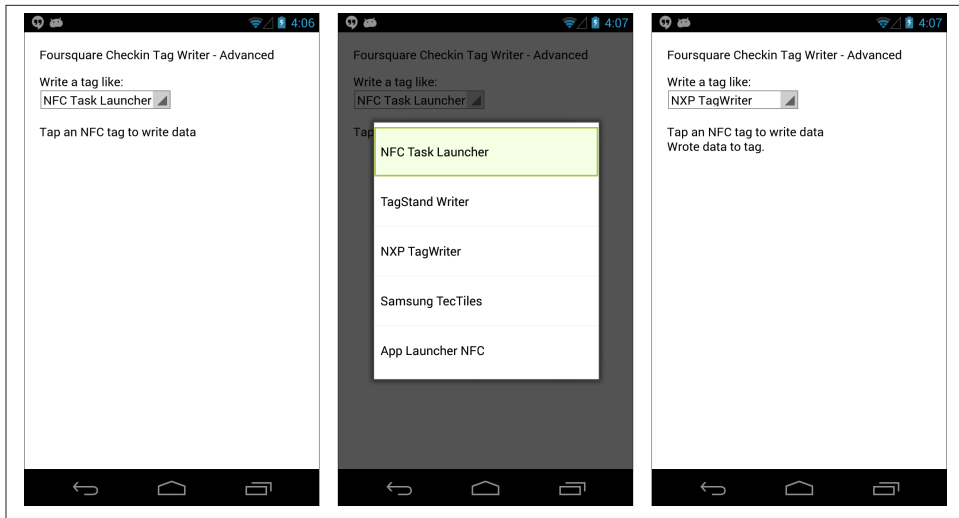 4:06
Foursquare Checkin Tag Writer - Advanced
Write a tag like:
NFC Task Launcher
Tap an NFC tag to write data
4:07
Foursquare Checkin Tag Writer - Advanced
Write a tag like:
NFC Task Launcher
Tap
NFC Task Launcher
TagStand Writer
NXP TagWriter
Samsung TecTiles
App Launcher NFC
4:07
Foursquare Checkin Tag Writer - Advanced
Write a tag like:
NXP TagWriter
Tap an NFC tag to write data
Wrote data to tag.